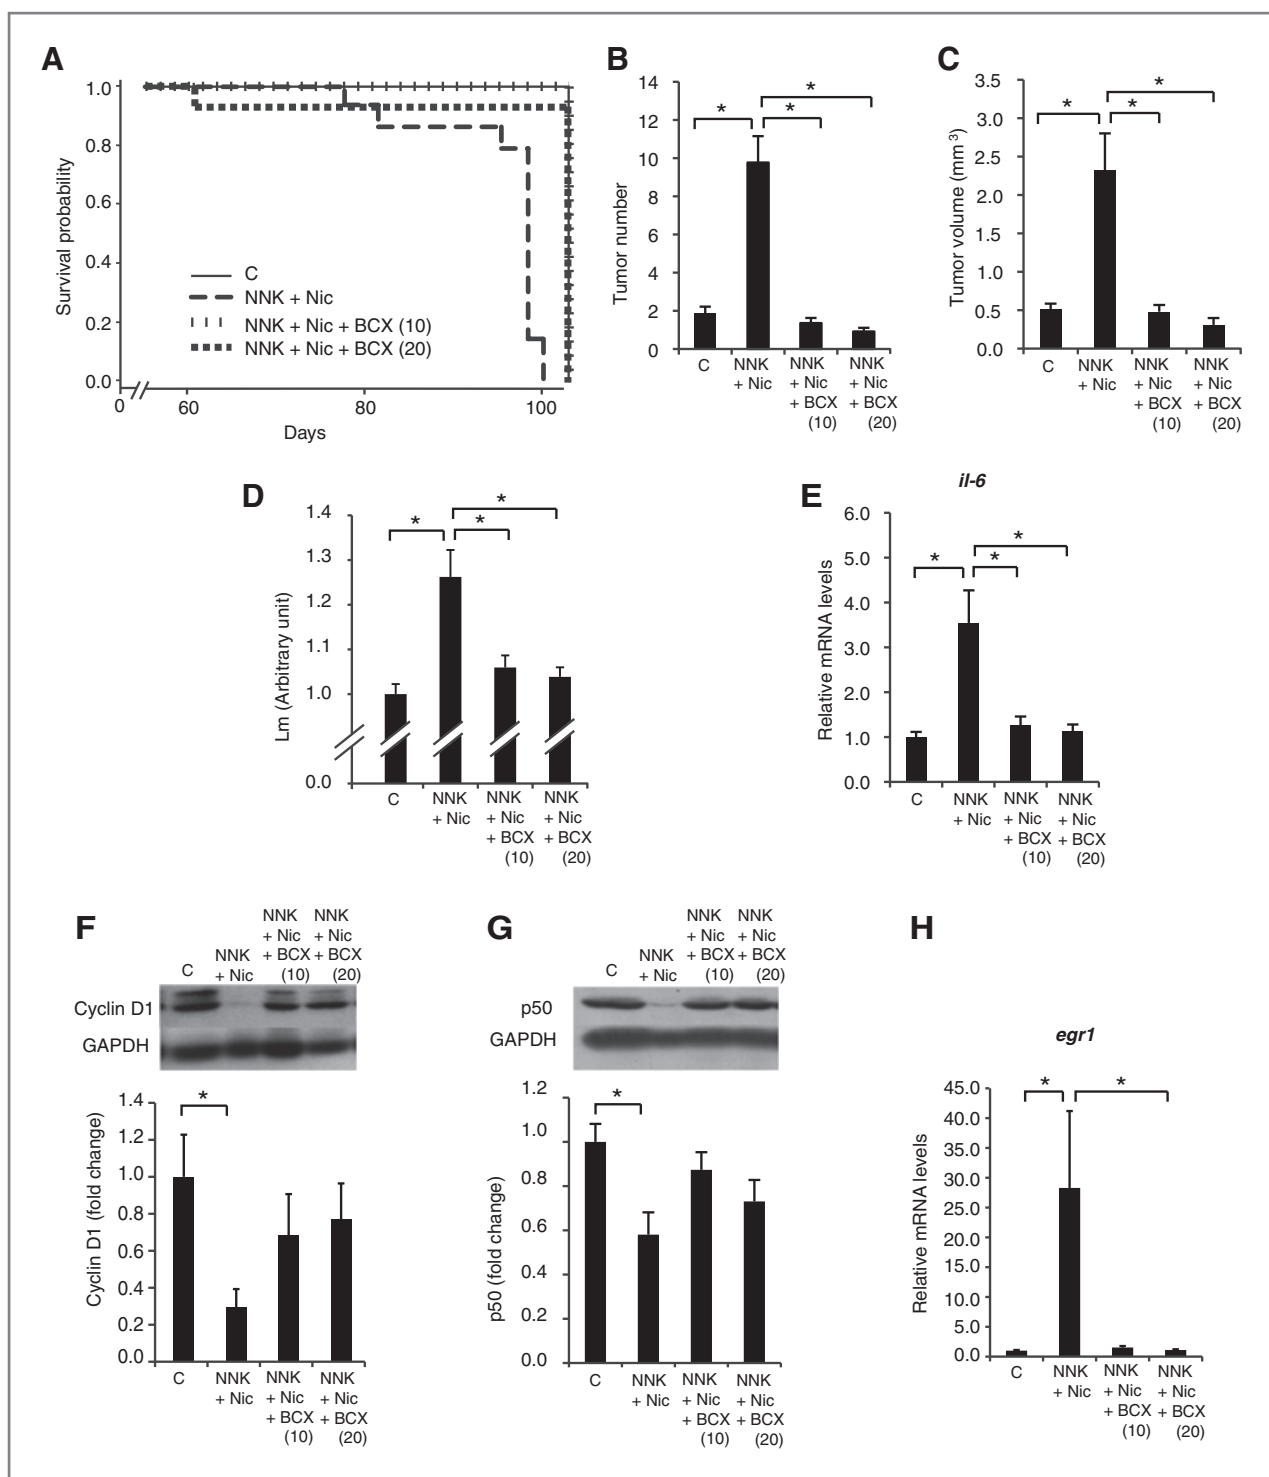 A
Survival probability
1.0
0.8
0.6
0.4
0.2
0.0
C
NNK + Nic
NNK + Nic + BCX (10)
NNK + Nic + BCX (20)
0 60 80 100
Days
B
Tumor number
14
12
10
8
6
4
2
0
* * *
C
NNK
+ Nic
NNK
+ Nic
+ BCX
(10)
NNK
+ Nic
+ BCX
(20)
C
Tumor volume (mm3)
3.5
3.0
2.5
2.0
1.5
1.0
0.5
0.0
* * *
C
NNK
+ Nic
NNK
+ Nic
+ BCX
(10)
NNK
+ Nic
+ BCX
(20)
D
Lm (Arbitrary unit)
1.4
1.3
1.2
1.1
1.0
0.0
* * *
C
NNK
+ Nic
NNK
+ Nic
+ BCX
(10)
NNK
+ Nic
+ BCX
(20)
E
il-6
Relative mRNA levels
6.0
5.0
4.0
3.0
2.0
1.0
0.0
* * *
C
NNK
+ Nic
NNK
+ Nic
+ BCX
(10)
NNK
+ Nic
+ BCX
(20)
F
C
NNK
+ Nic
NNK
+ Nic
+ BCX
(10)
NNK
+ Nic
+ BCX
(20)
Cyclin D1
GAPDH
Cyclin D1 (fold change)
1.4
1.2
1.0
0.8
0.6
0.4
0.2
0.0
*
C
NNK
+ Nic
NNK
+ Nic
+ BCX
(10)
NNK
+ Nic
+ BCX
(20)
G
C
NNK
+ Nic
NNK
+ Nic
+ BCX
(10)
NNK
+ Nic
+ BCX
(20)
p50
GAPDH
p50 (fold change)
1.2
1.0
0.8
0.6
0.4
0.2
0.0
*
C
NNK
+ Nic
NNK
+ Nic
+ BCX
(10)
NNK
+ Nic
+ BCX
(20)
H
egr1
Relative mRNA levels
45.0
40.0
35.0
30.0
25.0
20.0
15.0
10.0
5.0
0.0
* *
C
NNK
+ Nic
NNK
+ Nic
+ BCX
(10)
NNK
+ Nic
+ BCX
(20)